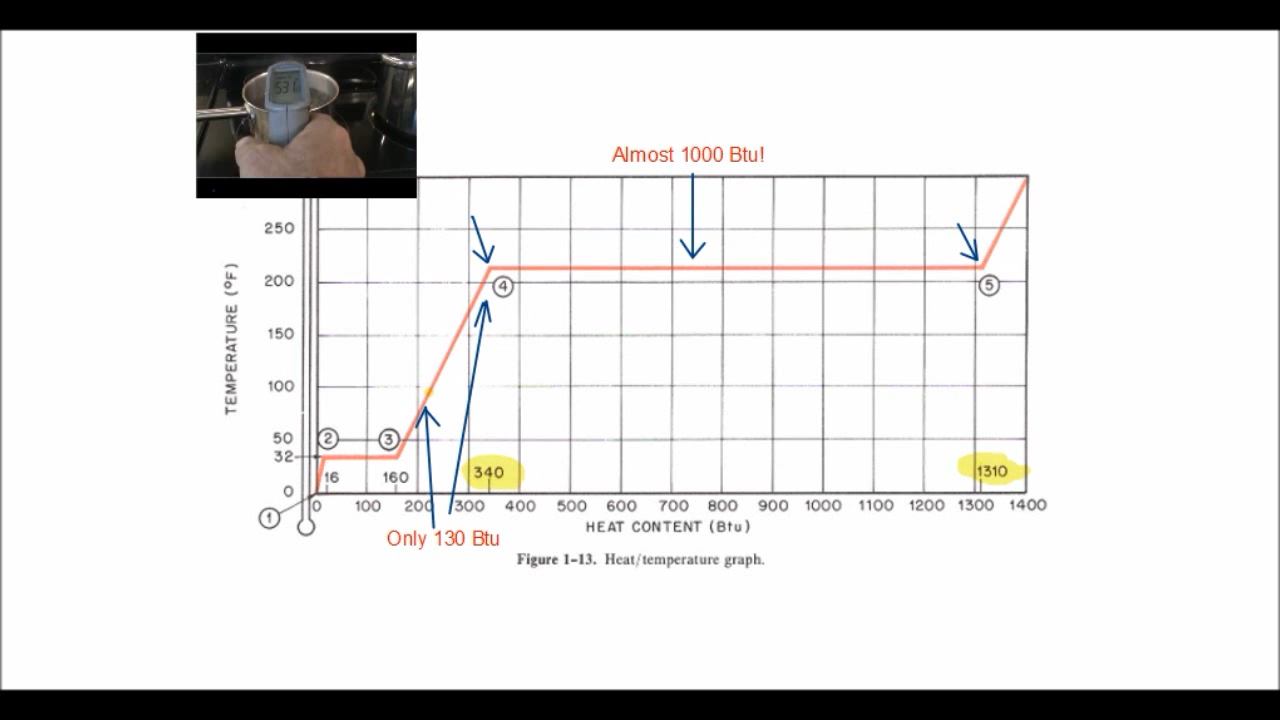 531
Almost 1000 Btu!
250
200
150
100
50
32
0
TEMPERATURE (°F)
1
2
3
4
5
16
160
340
1310
0 100 200 300 400 500 600 700 800 900 1000 1100 1200 1300 1400
HEAT CONTENT (Btu)
Only 130 Btu
Figure 1–13. Heat/temperature graph.